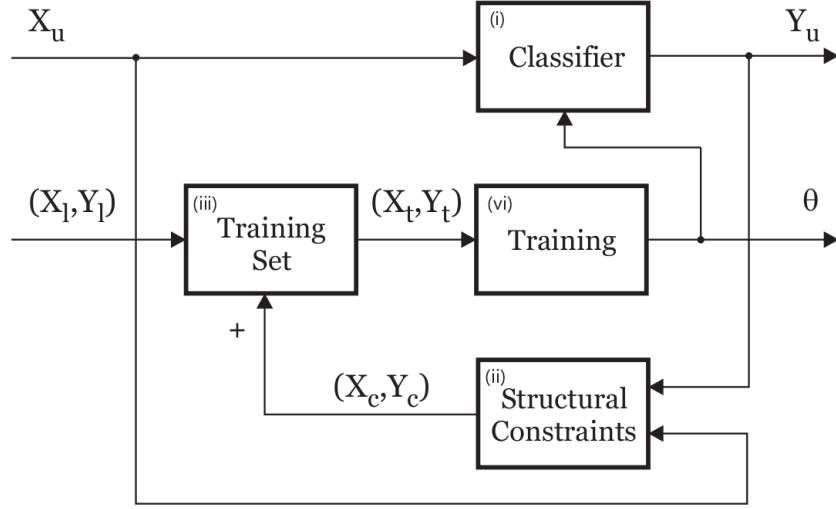 X_u
(i)
Classifier
Y_u
(X_l,Y_l)
(iii)
Training
Set
(X_t,Y_t)
(vi)
Training
θ
+
(X_c,Y_c)
(ii)
Structural
Constraints